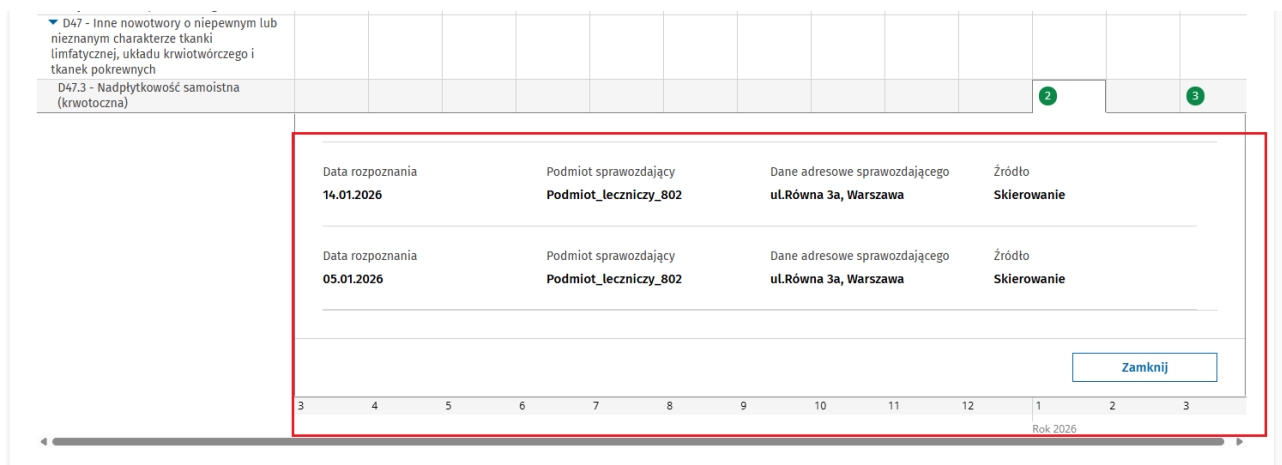 D47 - Inne nowotwory o niepewnym lub
nieznanym charakterze tkanki
limfatycznej, układu krwiotwórczego i
tkanek pokrewnych
D47.3 - Nadpłytkowość samoistna
(krwotoczna)
2
3
Data rozpoznania Podmiot sprawozdający Dane adresowe sprawozdającego Źródło
14.01.2026 Podmiot_leczniczy_802 ul.Równa 3a, Warszawa Skierowanie
Data rozpoznania Podmiot sprawozdający Dane adresowe sprawozdającego Źródło
05.01.2026 Podmiot_leczniczy_802 ul.Równa 3a, Warszawa Skierowanie
Zamknij
3 4 5 6 7 8 9 10 11 12 1 2 3
Rok 2026